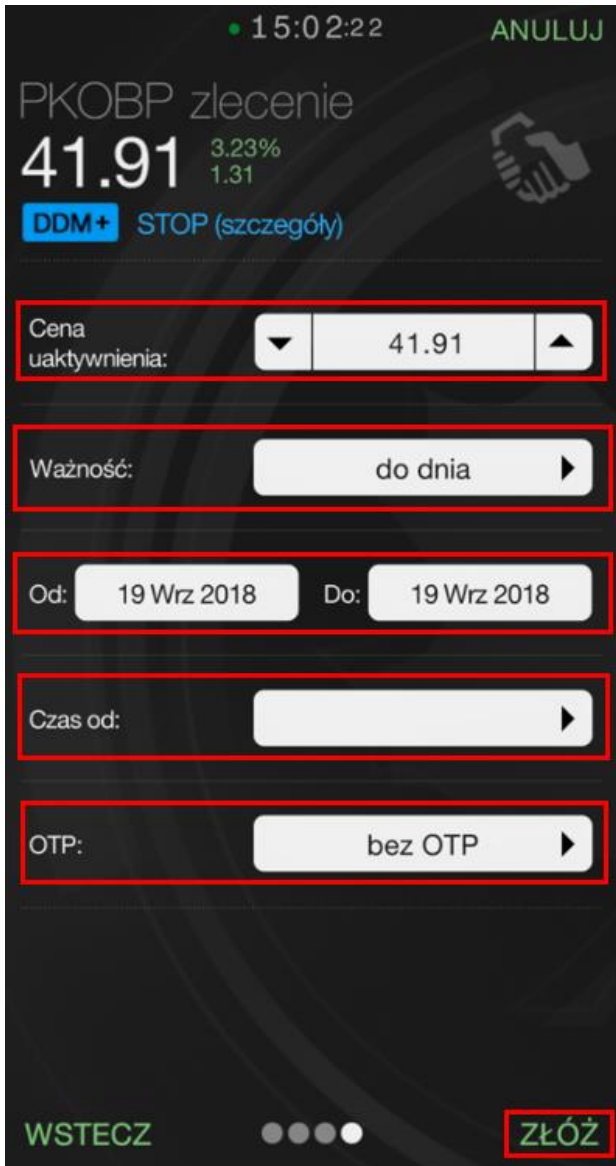 15:02:22 ANULUJ
PKOBP zlecenie
41.91 3.23%
1.31
DDM+ STOP (szczegóły)
Cena
uaktywnienia: 41.91
Ważność: do dnia
Od: 19 Wrz 2018 Do: 19 Wrz 2018
Czas od:
OTP: bez OTP
WSTECZ ZŁÓŻ